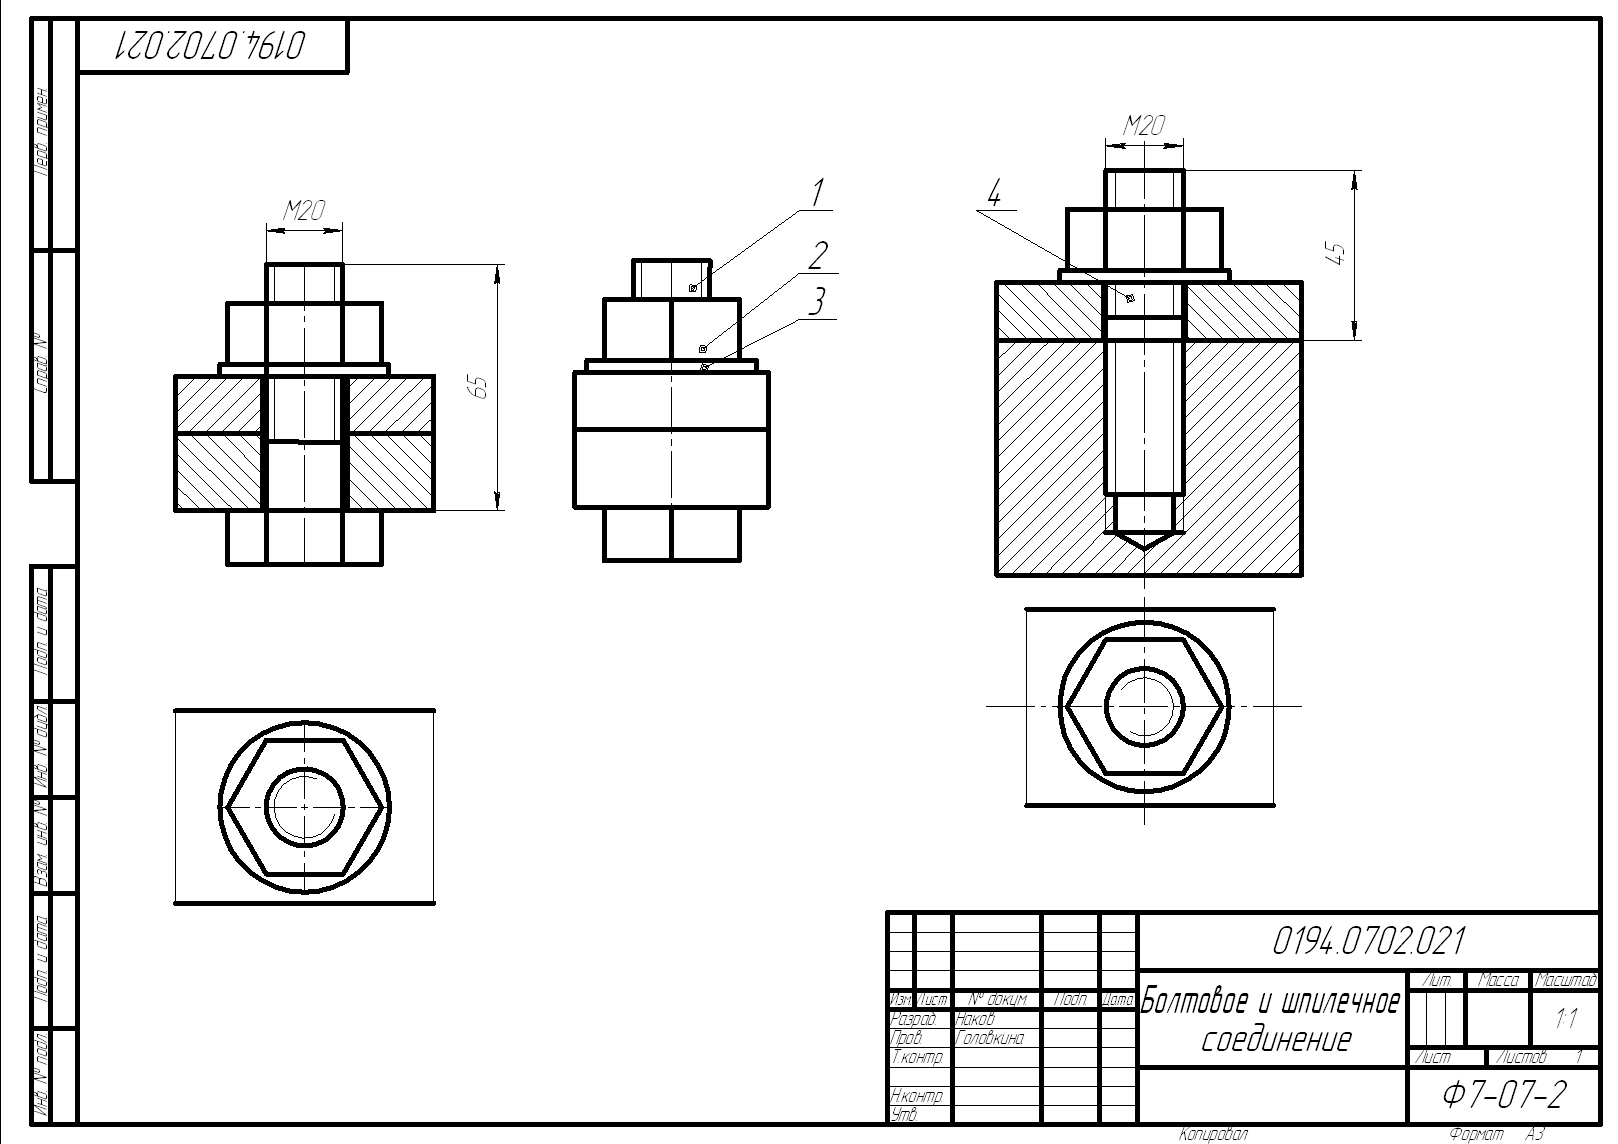 0194.0702.021
Перв. примен.
Справ. №
Подп. и дата
Инв. № дубл.
Взам. инв. №
Подп. и дата
Инв. № подл.
М20
65
1
2
3
4
М20
45
0194.0702.021
Изм. Лист № докум. Подп. Дата
Разраб. Наков
Пров. Головкина
Т.контр.
Н.контр.
Утв.
Болтовое и шпилечное
соединение
Лит. Масса Масштаб
1:1
Лист Листов 1
Ф7-07-2
Копировал Формат А3